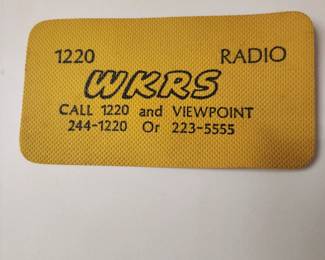 1220 RADIO
WKRS
CALL 1220 and VIEWPOINT
244-1220 Or 223-5555